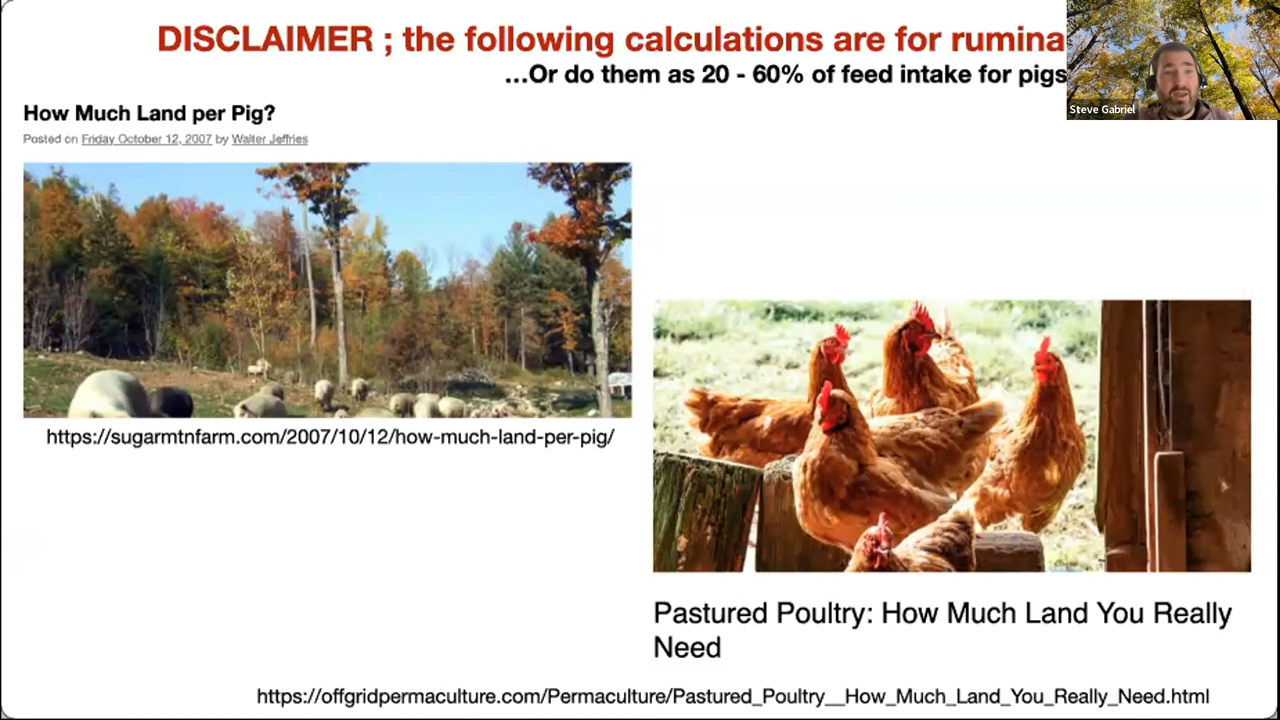 DISCLAIMER ; the following calculations are for rumina
...Or do them as 20 - 60% of feed intake for pigs
Steve Gabriel
How Much Land per Pig?
Posted on Friday October 12, 2007 by Walter Jeffries
https://sugarmtnfarm.com/2007/10/12/how-much-land-per-pig/
Pastured Poultry: How Much Land You Really
Need
https://offgridpermaculture.com/Permaculture/Pastured_Poultry__How_Much_Land_You_Really_Need.html